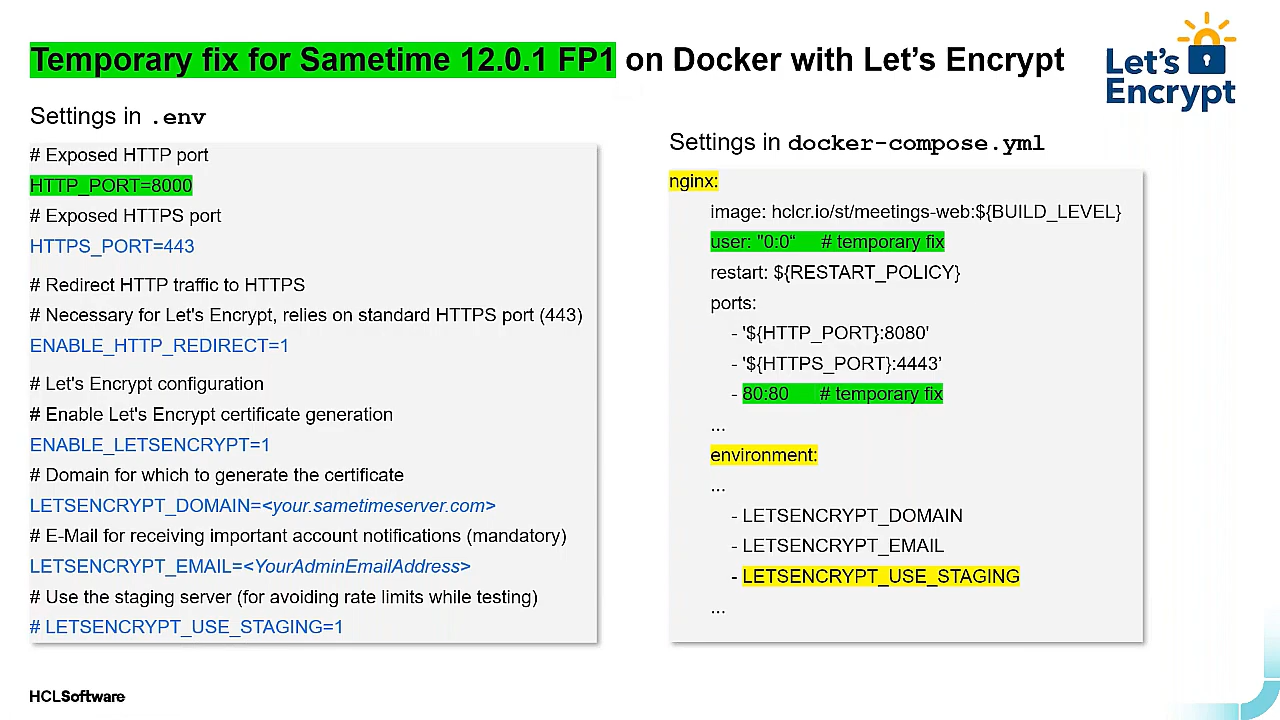 Temporary fix for Sametime 12.0.1 FP1 on Docker with Let’s Encrypt
Let's
Encrypt
Settings in .env
# Exposed HTTP port
HTTP_PORT=8000
# Exposed HTTPS port
HTTPS_PORT=443
# Redirect HTTP traffic to HTTPS
# Necessary for Let's Encrypt, relies on standard HTTPS port (443)
ENABLE_HTTP_REDIRECT=1
# Let's Encrypt configuration
# Enable Let's Encrypt certificate generation
ENABLE_LETSENCRYPT=1
# Domain for which to generate the certificate
LETSENCRYPT_DOMAIN=<your.sametimeserver.com>
# E-Mail for receiving important account notifications (mandatory)
LETSENCRYPT_EMAIL=<YourAdminEmailAddress>
# Use the staging server (for avoiding rate limits while testing)
# LETSENCRYPT_USE_STAGING=1
Settings in docker-compose.yml
nginx:
image: hclcr.io/st/meetings-web:${BUILD_LEVEL}
user: "0:0“ # temporary fix
restart: ${RESTART_POLICY}
ports:
- '${HTTP_PORT}:8080'
- '${HTTPS_PORT}:4443’
- 80:80 # temporary fix
...
environment:
...
- LETSENCRYPT_DOMAIN
- LETSENCRYPT_EMAIL
- LETSENCRYPT_USE_STAGING
...
HCLSoftware